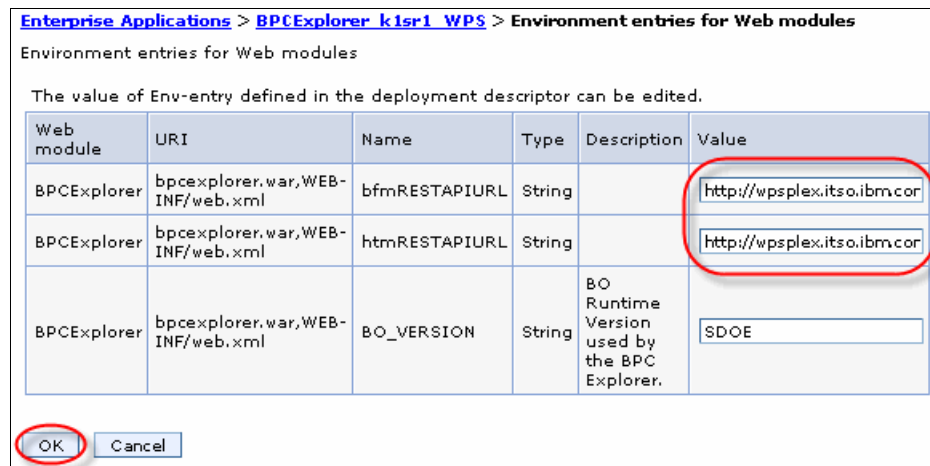 Enterprise Applications > BPCExplorer_k1sr1_WPS > Environment entries for Web modules
Environment entries for Web modules
The value of Env-entry defined in the deployment descriptor can be edited.
Web module URI Name Type Description Value
BPCExplorer bpcexplorer.war,WEB-INF/web.xml bfmRESTAPIURL String http://wpsplex.itso.ibm.cor
BPCExplorer bpcexplorer.war,WEB-INF/web.xml htmRESTAPIURL String http://wpsplex.itso.ibm.cor
BPCExplorer bpcexplorer.war,WEB-INF/web.xml BO_VERSION String BO Runtime Version used by the BPC Explorer. SDOE
OK Cancel